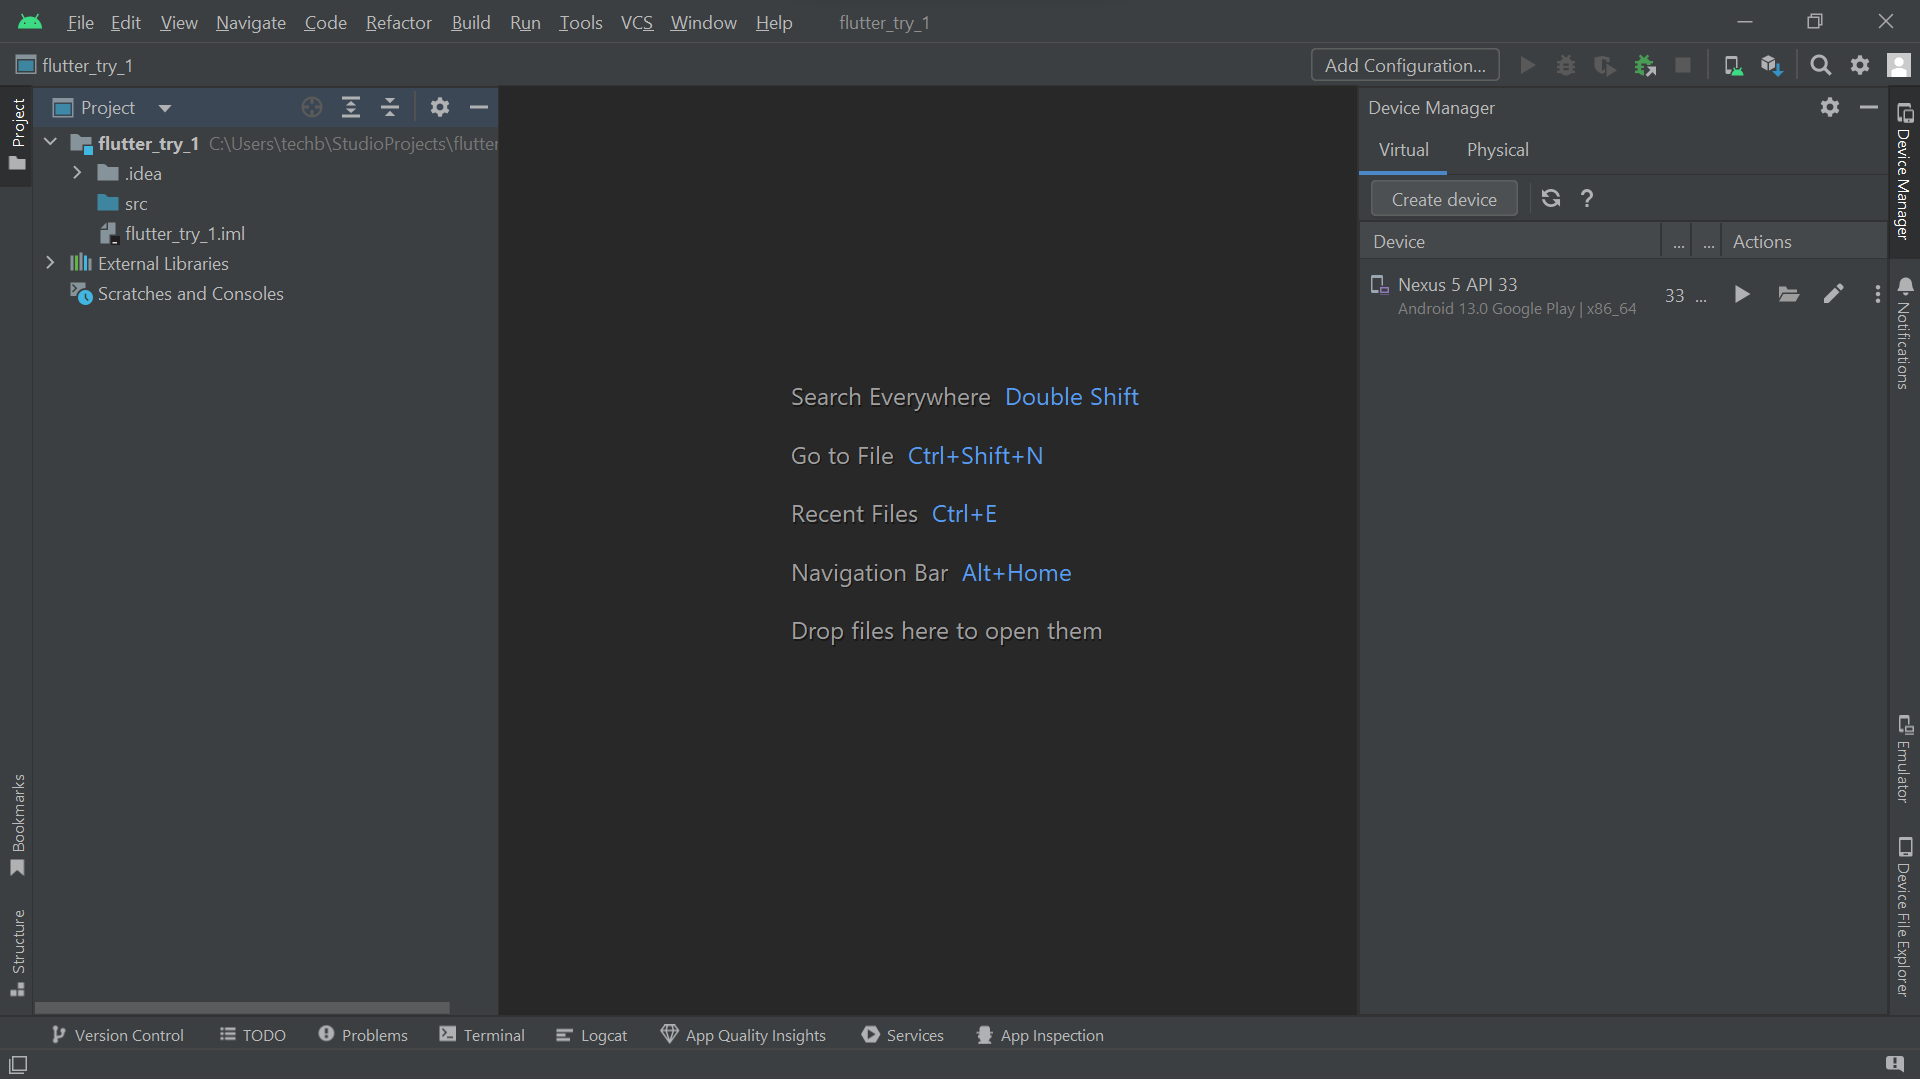 File Edit View Navigate Code Refactor Build Run Tools VCS Window Help flutter_try_1
flutter_try_1
Add Configuration...
Project
Project
flutter_try_1 C:\Users\techb\StudioProjects\flutter
.idea
src
flutter_try_1.iml
External Libraries
Scratches and Consoles
Bookmarks
Structure
Search Everywhere Double Shift
Go to File Ctrl+Shift+N
Recent Files Ctrl+E
Navigation Bar Alt+Home
Drop files here to open them
Device Manager
Virtual Physical
Create device ?
Device ... ... Actions
Nexus 5 API 33
Android 13.0 Google Play | x86_64
33 ...
Device Manager
Notifications
Emulator
Device File Explorer
Version Control TODO Problems Terminal Logcat App Quality Insights Services App Inspection